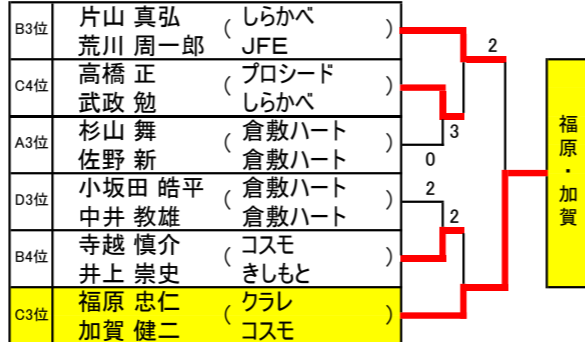 B3位 片山 真弘 ( しらかべ )
荒川 周一郎 JFE
C4位 高橋 正 ( プロシード )
武政 勉 しらかべ
A3位 杉山 舞 ( 倉敷ハート )
佐野 新 倉敷ハート
D3位 小坂田 皓平 ( 倉敷ハート )
中井 教雄 倉敷ハート
B4位 寺越 慎介 ( コスモ )
井上 崇史 きしもと
C3位 福原 忠仁 ( クラレ )
加賀 健二 コスモ
2
3
0
2
2
福原・加賀